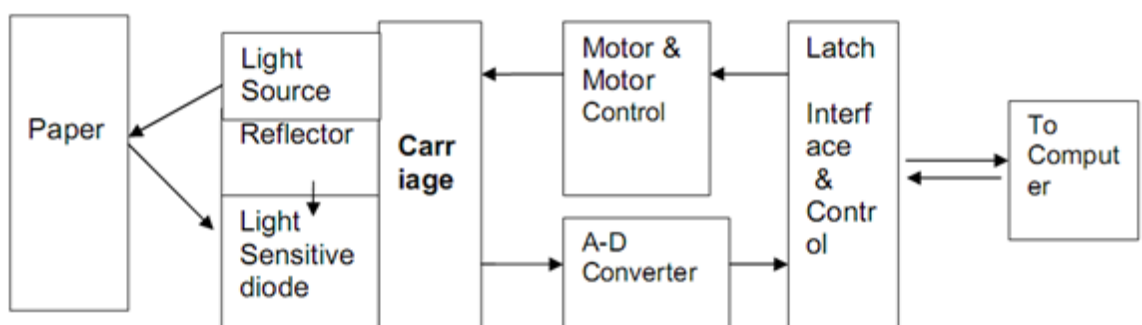 Paper
Light
Source
Reflector
Light
Sensitive
diode
Carr
iage
Motor &
Motor
Control
A-D
Converter
Latch
Interf
ace
&
Contr
ol
To
Comput
er